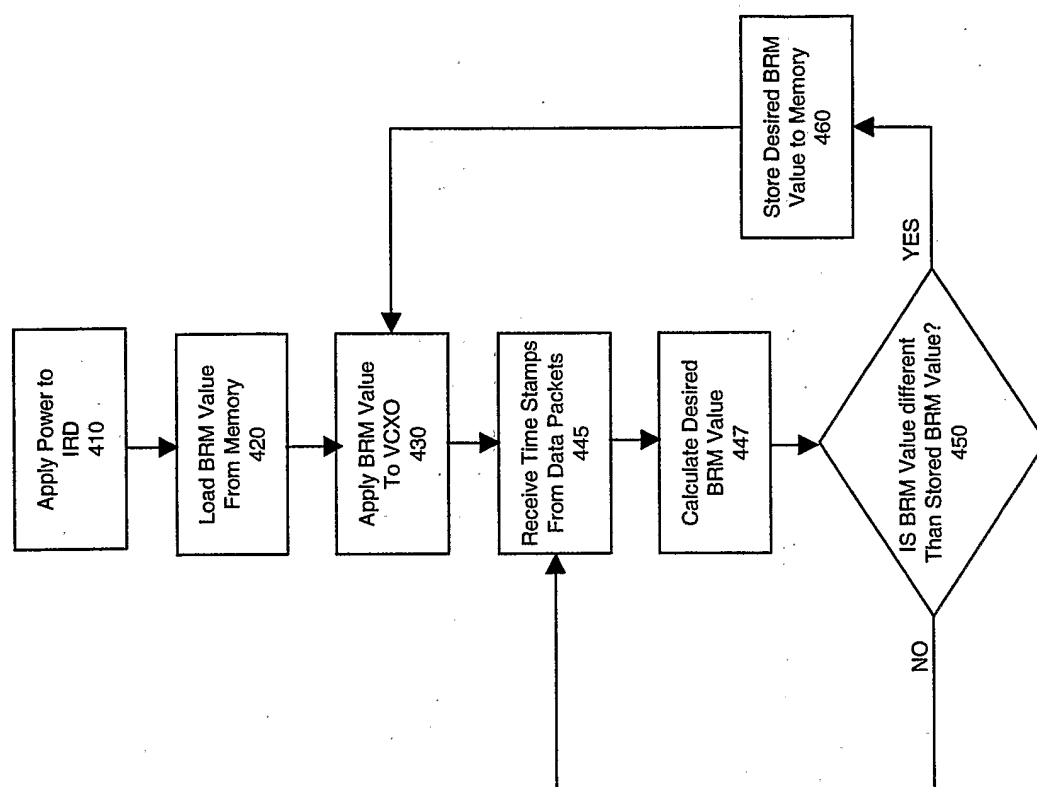 Apply Power to
IRD
410
Load BRM Value
From Memory
420
Apply BRM Value
To VCXO
430
Receive Time Stamps
From Data Packets
445
Calculate Desired
BRM Value
447
IS BRM Value different
Than Stored BRM Value?
450
YES
NO
Store Desired BRM
Value to Memory
460